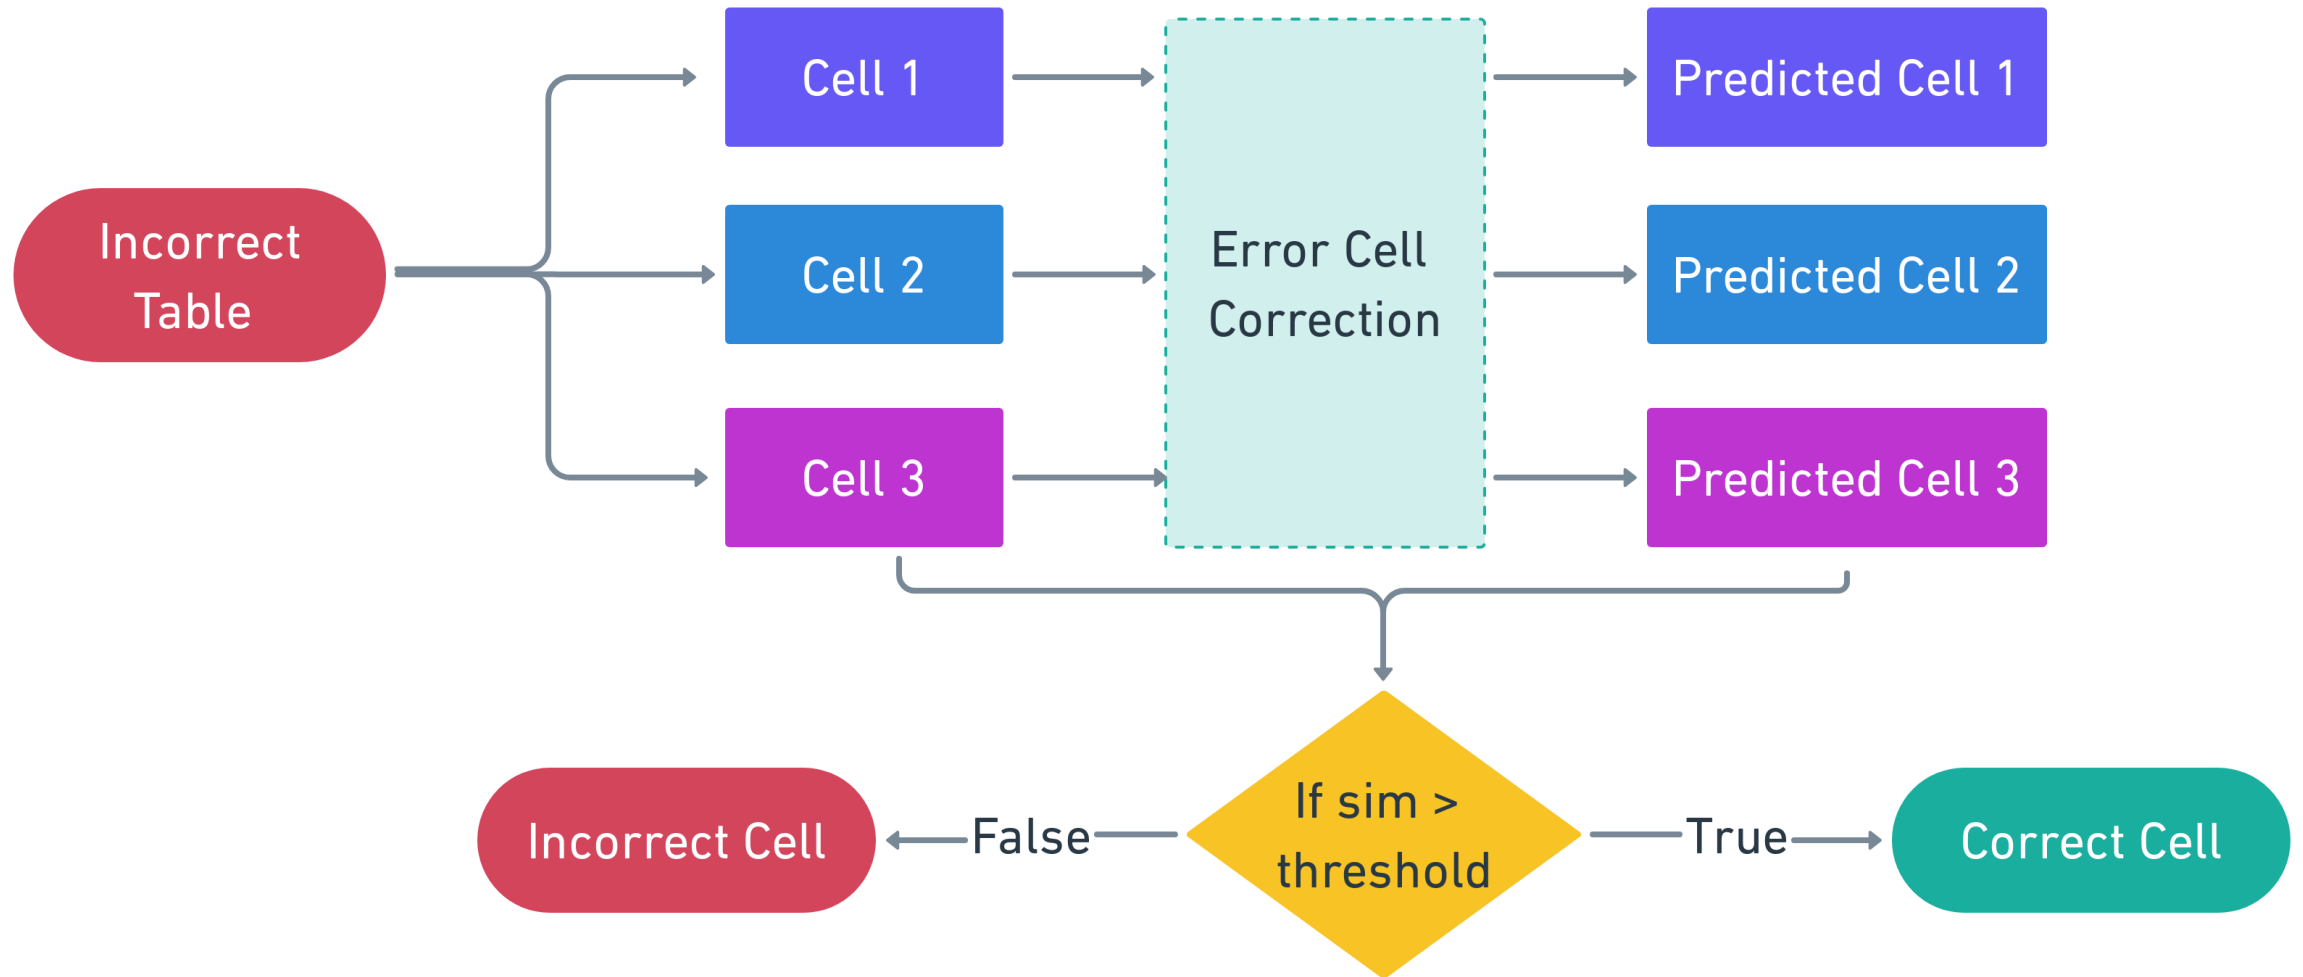 Cell 1
Predicted Cell 1
Incorrect
Table
Cell 2
Error Cell
Correction
Predicted Cell 2
Cell 3
Predicted Cell 3
If sim >
threshold
False
True
Incorrect Cell
Correct Cell